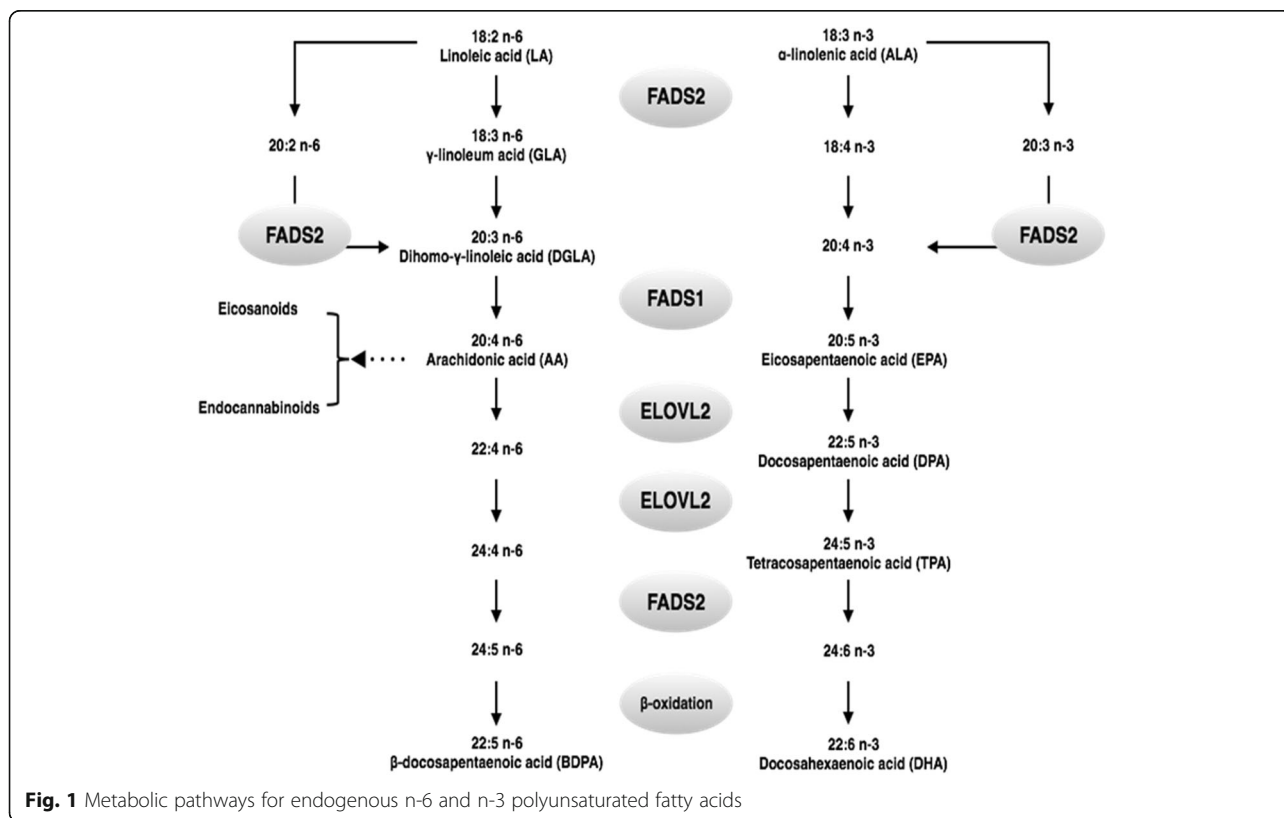 18:2 n-6
Linoleic acid (LA)
18:3 n-3
α-linolenic acid (ALA)
FADS2
20:2 n-6
18:3 n-6
γ-linoleum acid (GLA)
18:4 n-3
20:3 n-3
FADS2
20:3 n-6
Dihomo-γ-linoleic acid (DGLA)
20:4 n-3
FADS2
FADS1
Eicosanoids
20:4 n-6
Arachidonic acid (AA)
20:5 n-3
Eicosapentaenoic acid (EPA)
Endocannabinoids
ELOVL2
22:4 n-6
22:5 n-3
Docosapentaenoic acid (DPA)
ELOVL2
24:4 n-6
24:5 n-3
Tetracosapentaenoic acid (TPA)
FADS2
24:5 n-6
24:6 n-3
β-oxidation
22:5 n-6
β-docosapentaenoic acid (BDPA)
22:6 n-3
Docosahexaenoic acid (DHA)
Fig. 1 Metabolic pathways for endogenous n-6 and n-3 polyunsaturated fatty acids